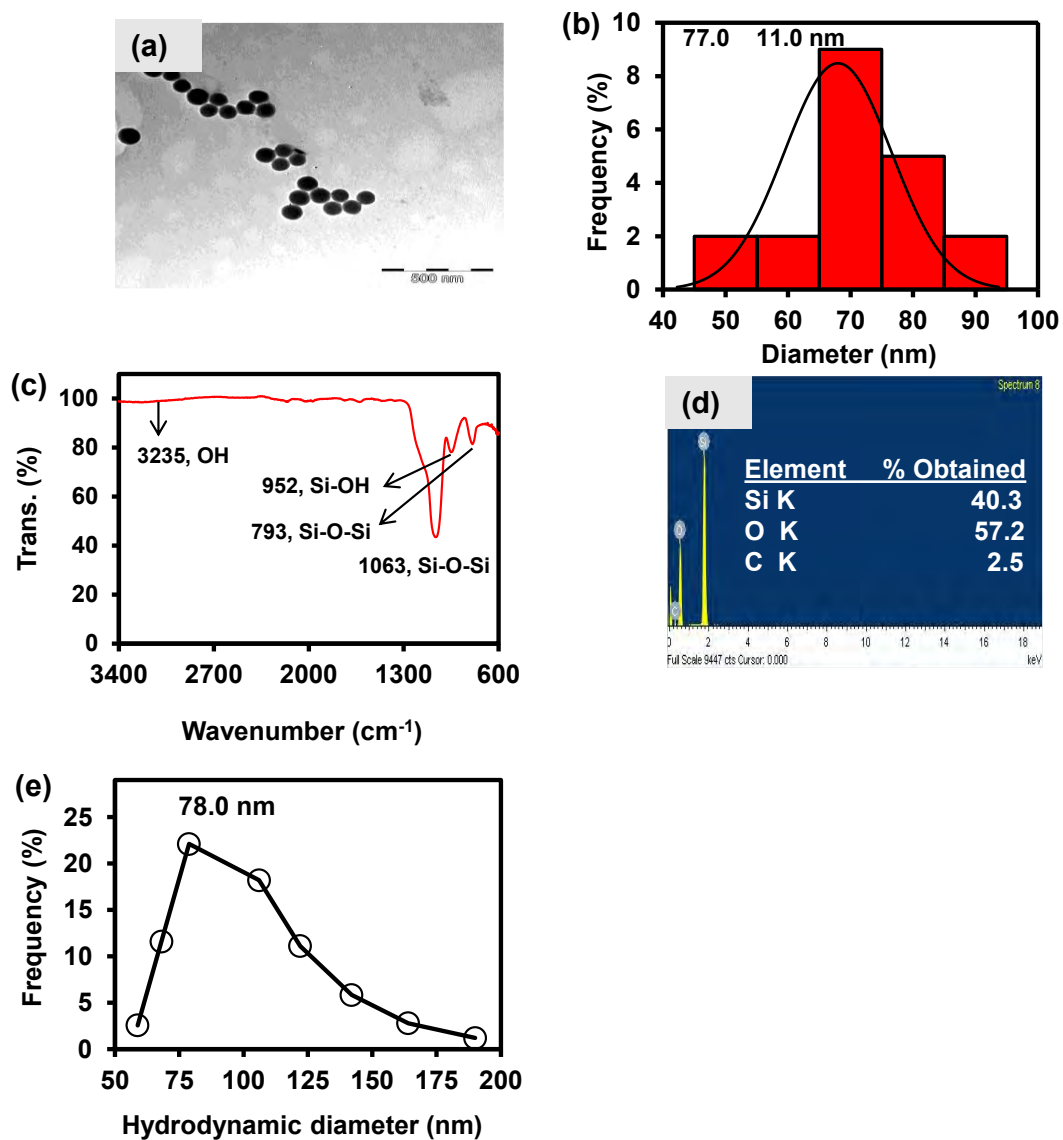 (a)
500 nm
(b)
77.0 11.0 nm
Frequency (%)
10
8
6
4
2
0
40 50 60 70 80 90 100
Diameter (nm)
(c)
Trans. (%)
100
80
60
40
20
0
3235, OH
952, Si-OH
793, Si-O-Si
1063, Si-O-Si
3400 2700 2000 1300 600
Wavenumber (cm-1)
(d)
Spectrum 8
Si
O
C
Element % Obtained
Si K 40.3
O K 57.2
C K 2.5
0 2 4 6 8 10 12 14 16 18
Full Scale 9447 cts Cursor: 0.000 keV
(e)
78.0 nm
Frequency (%)
25
20
15
10
5
0
50 75 100 125 150 175 200
Hydrodynamic diameter (nm)